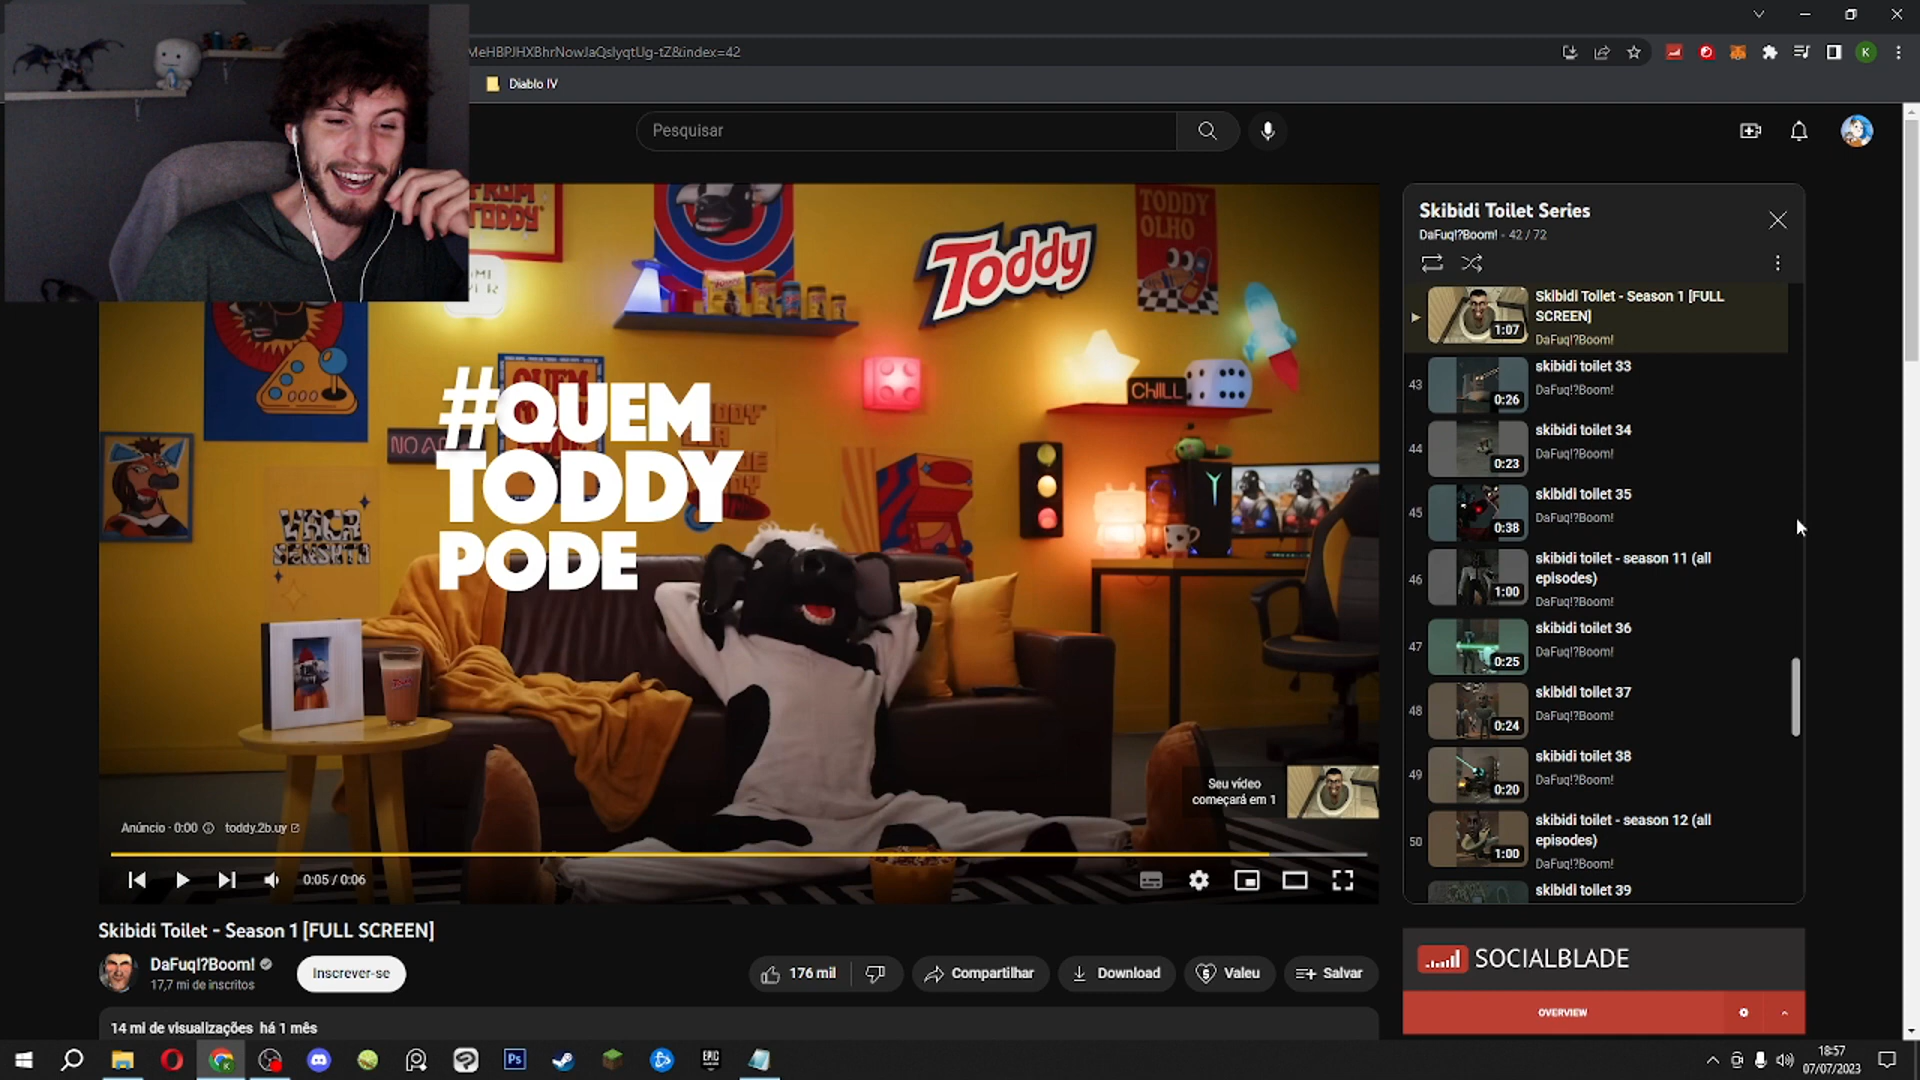 MeHBPJHXBhrNowJaQslyqtUg-tZ&index=42
K
Diablo IV
Pesquisar
TODDY
TODDY
OLHO
Toddy
CHILL
#QUEM
TODDY
PODE
NO A
VACA
SENSATA
Seu vídeo
começará em 1
Anúncio · 0:00
toddy.2b.uy
0:05 / 0:06
Skibidi Toilet Series
DaFuq!?Boom! - 42 / 72
Skibidi Toilet - Season 1 [FULL
SCREEN]
1:07
DaFuq!?Boom!
43
skibidi toilet 33
0:26
DaFuq!?Boom!
44
skibidi toilet 34
0:23
DaFuq!?Boom!
45
skibidi toilet 35
0:38
DaFuq!?Boom!
46
skibidi toilet - season 11 (all
episodes)
1:00
DaFuq!?Boom!
47
skibidi toilet 36
0:25
DaFuq!?Boom!
48
skibidi toilet 37
0:24
DaFuq!?Boom!
49
skibidi toilet 38
0:20
DaFuq!?Boom!
50
skibidi toilet - season 12 (all
episodes)
1:00
DaFuq!?Boom!
skibidi toilet 39
Skibidi Toilet - Season 1 [FULL SCREEN]
DaFuq!?Boom!
17,7 mi de inscritos
Inscrever-se
176 mil
Compartilhar
Download
Valeu
Salvar
14 mi de visualizações há 1 mês
SOCIALBLADE
OVERVIEW
Ps
EPIC
18:57
07/07/2023